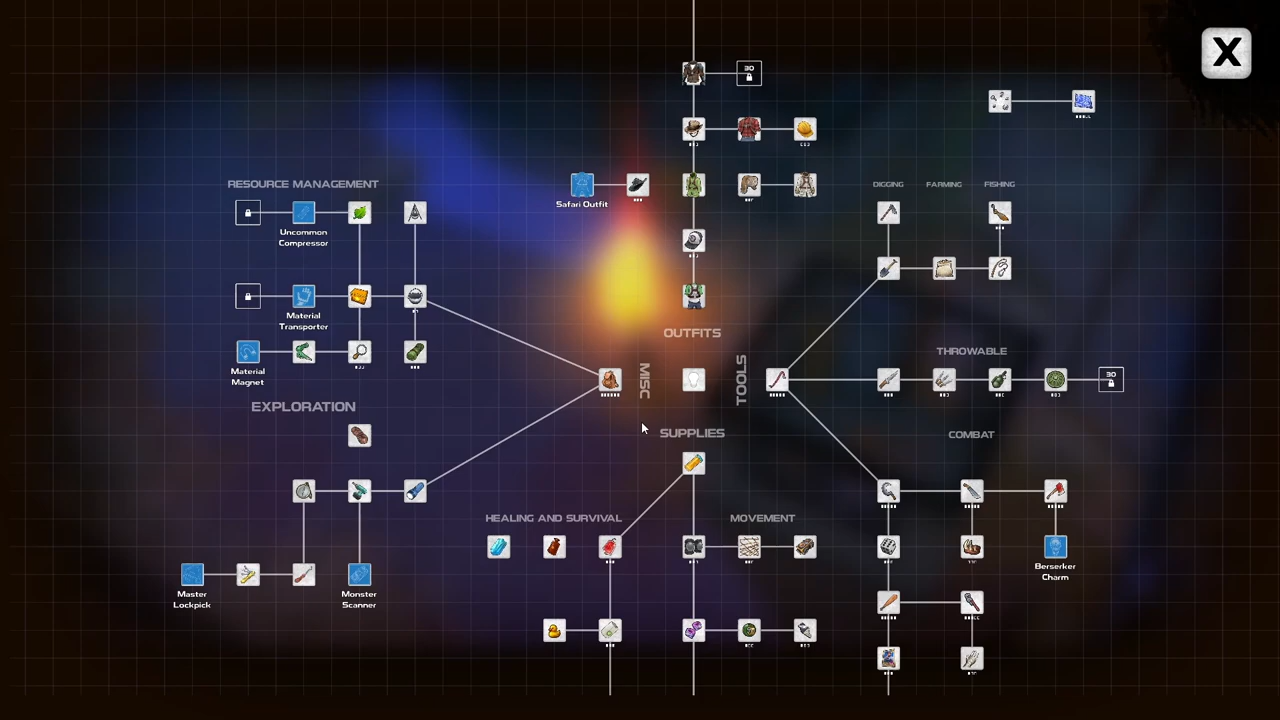 X
30
RESOURCE MANAGEMENT
DIGGING
FARMING
FISHING
Safari Outfit
Uncommon
Compressor
Material
Transporter
OUTFITS
THROWABLE
Material
Magnet
MISC
TOOLS
30
EXPLORATION
SUPPLIES
COMBAT
HEALING AND SURVIVAL
MOVEMENT
Berserker
Charm
Master
Lockpick
Monster
Scanner